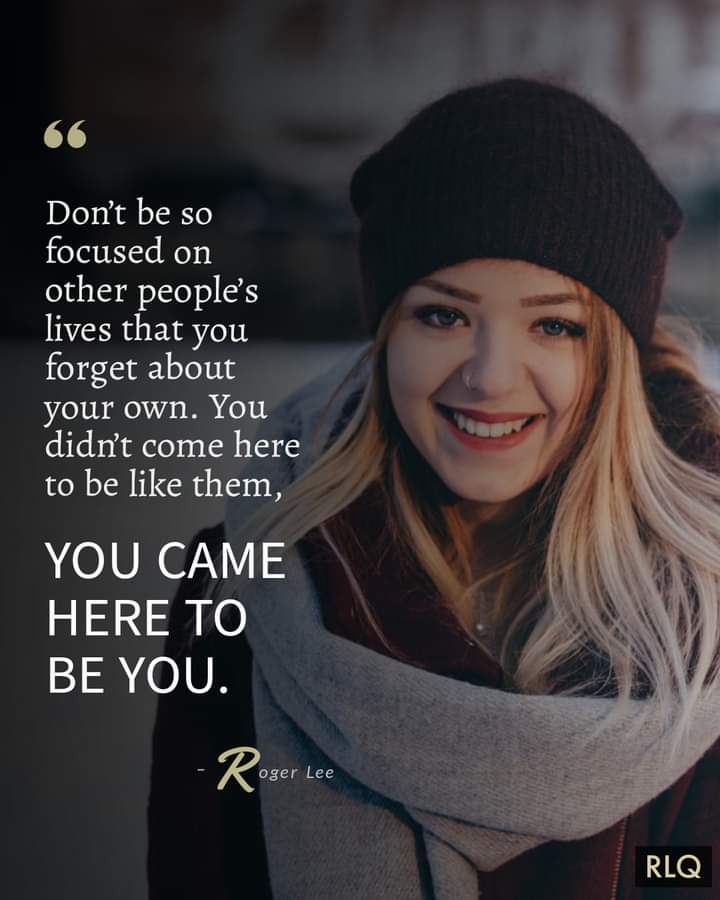 “
Don’t be so
focused on
other people’s
lives that you
forget about
your own. You
didn’t come here
to be like them,
YOU CAME
HERE TO
BE YOU.
- Roger Lee
RLQ